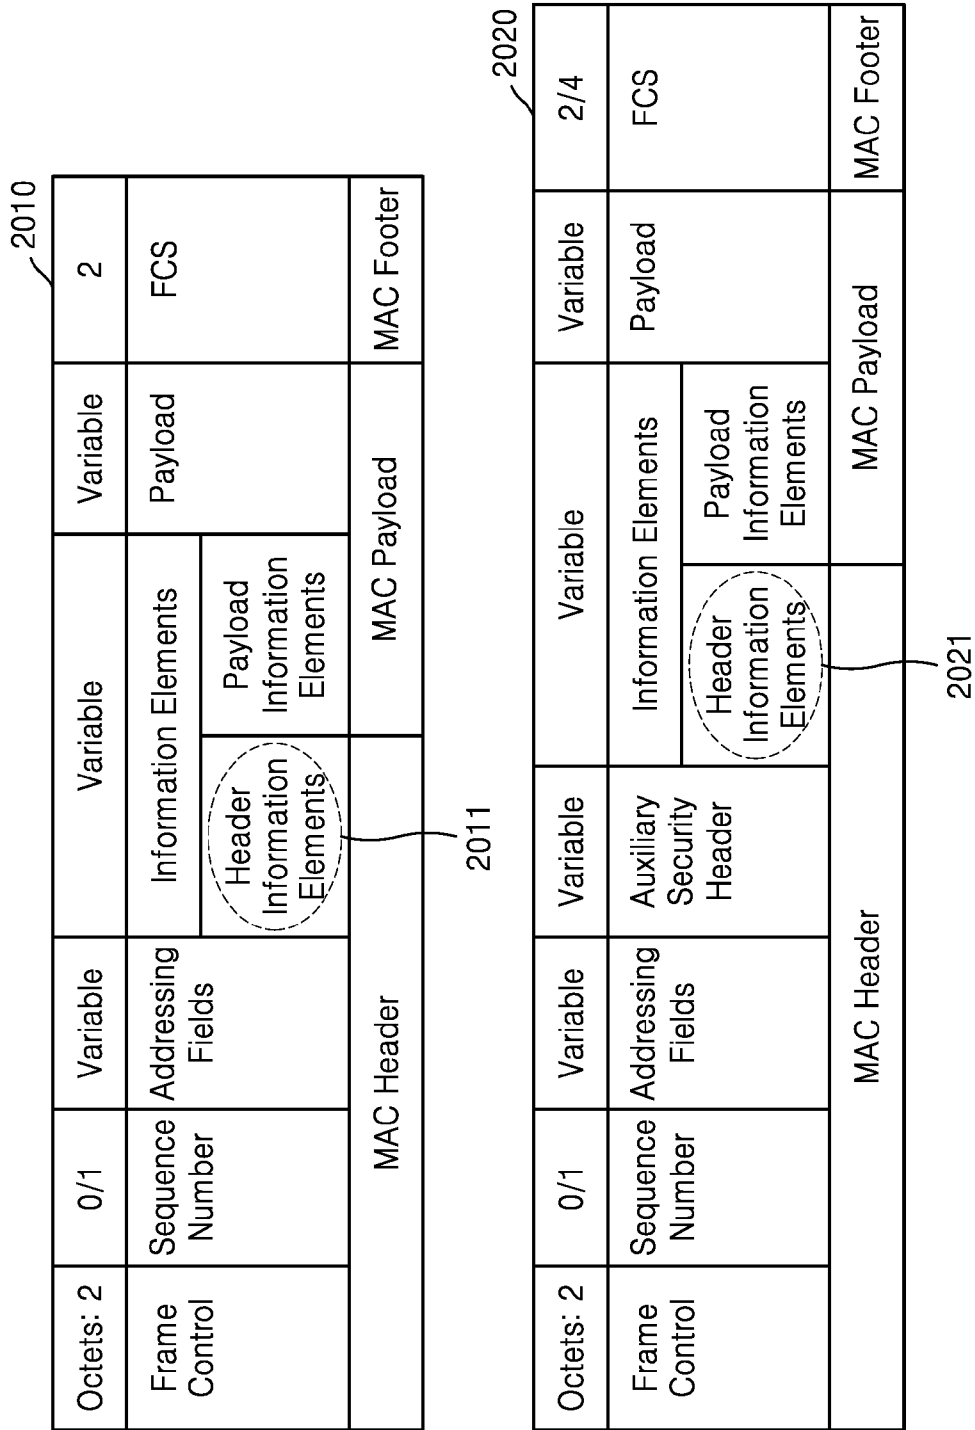 2010
Octets: 2
0/1
Variable
Variable
Variable
2
Frame
Control
Sequence
Number
Addressing
Fields
Information Elements
Header
Information
Elements
Payload
Information
Elements
Payload
FCS
MAC Header
MAC Payload
MAC Footer
2011
2020
Octets: 2
0/1
Variable
Variable
Variable
Variable
2/4
Frame
Control
Sequence
Number
Addressing
Fields
Auxiliary
Security
Header
Information Elements
Header
Information
Elements
Payload
Information
Elements
Payload
FCS
MAC Header
MAC Payload
MAC Footer
2021